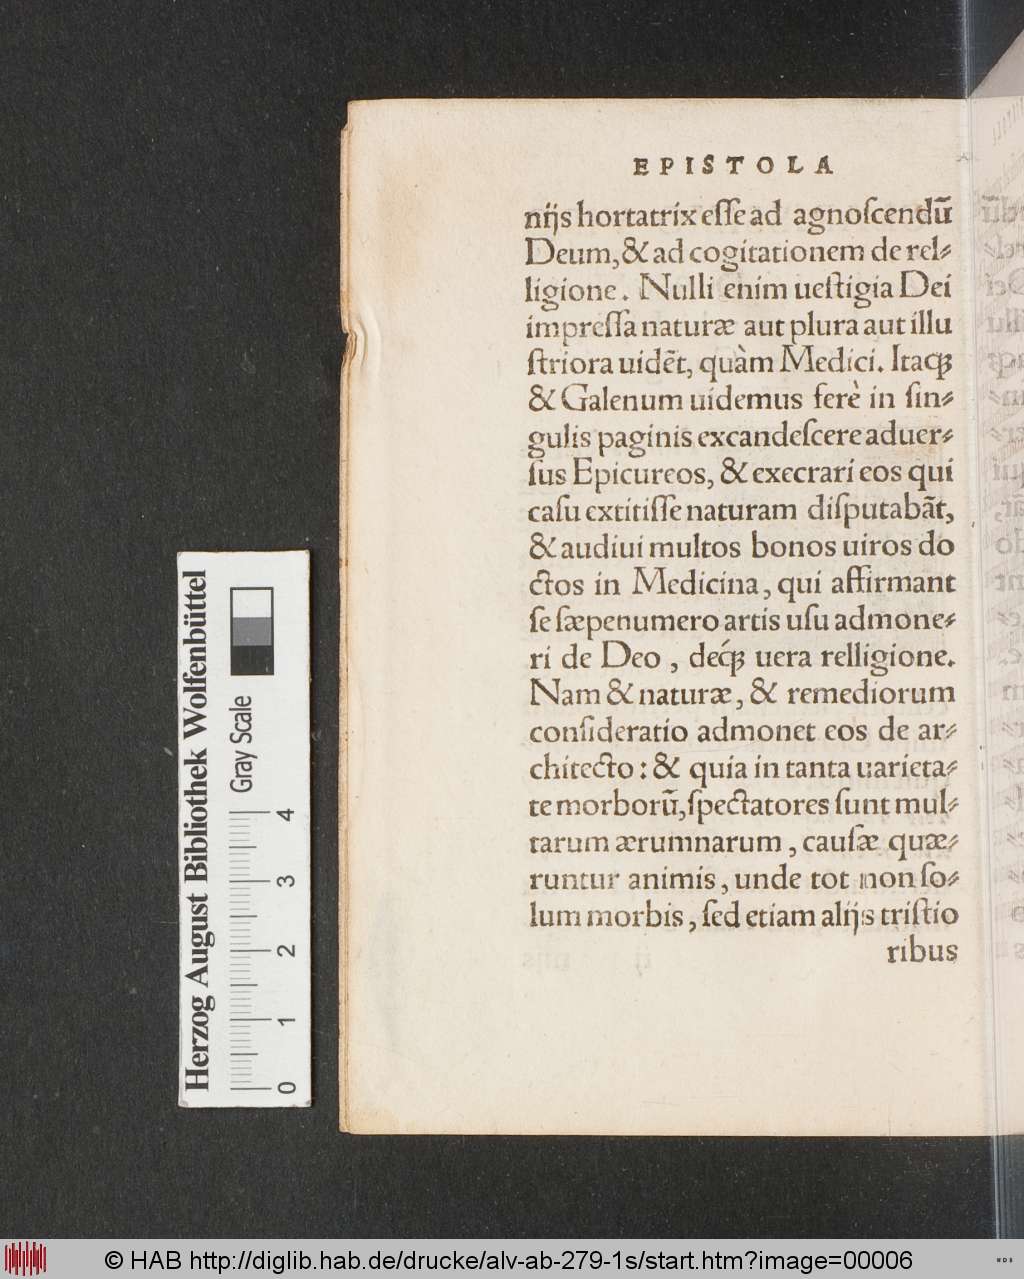 EPISTOLA
nijs hortatrix eſſe ad agnoſcendũ
Deum, & ad cogitationem de rel⸗
ligione. Nulli enim ueſtigia Dei
impreſſa naturæ aut plura aut illu
ſtriora uidẽt, quàm Medici. Itaqꝫ
& Galenum uidemus ferè in ſin⸗
gulis paginis excandeſcere aduer⸗
ſus Epicureos, & execrari eos qui
caſu extitiſſe naturam diſputabãt,
& audiui multos bonos uiros do
ctos in Medicina, qui affirmant
ſe ſæpenumero artis uſu admone⸗
ri de Deo, deqꝫ́ uera relligione.
Nam & naturæ, & remediorum
conſideratio admonet eos de ar⸗
chitecto: & quia in tanta uarieta⸗
te morborũ, ſpectatores ſunt mul⸗
tarum ærumnarum, cauſæ quæ⸗
runtur animis, unde tot non ſo⸗
lum morbis, ſed etiam alijs triſtio
ribus
Herzog August Bibliothek Wolfenbüttel
Gray Scale
0 1 2 3 4
© HAB http://diglib.hab.de/drucke/alv-ab-279-1s/start.htm?image=00006